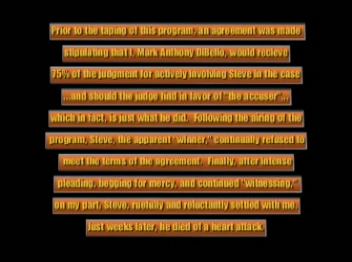 Prior to the taping of this program, an agreement was made
stipulating that I, Mark Anthony DiBello, would recieve
75% of the judgment for actively involving Steve in the case
...and should the judge find in favor of "the accuser"...
which in fact, is just what he did. Following the airing of the
program, Steve, the apparent "winner," continually refused to
meet the terms of the agreement. Finally, after intense
pleading, begging for mercy, and continued "witnessing,"
on my part, Steve, ruefully and reluctantly settled with me.
Just weeks later, he died of a heart attack.